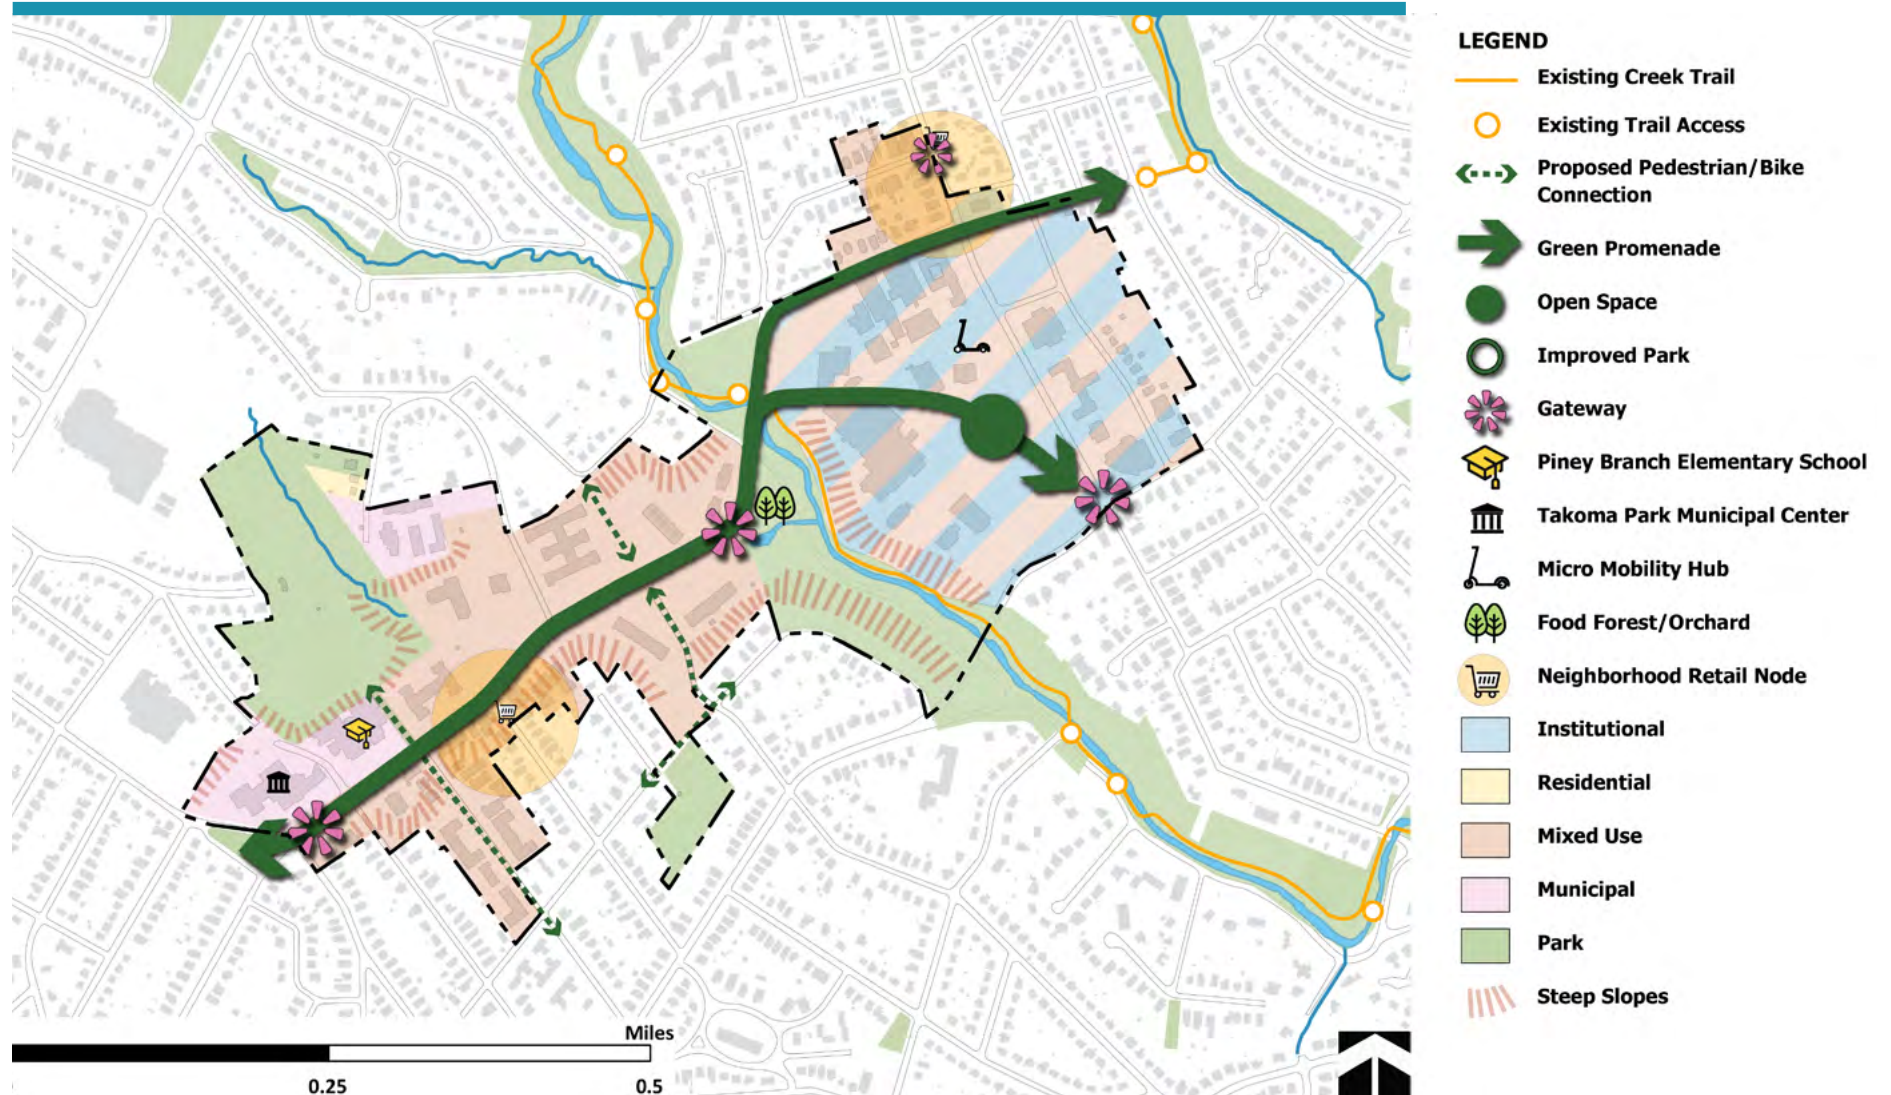 LEGEND
Existing Creek Trail
Existing Trail Access
Proposed Pedestrian/Bike
Connection
Green Promenade
Open Space
Improved Park
Gateway
Piney Branch Elementary School
Takoma Park Municipal Center
Micro Mobility Hub
Food Forest/Orchard
Neighborhood Retail Node
Institutional
Residential
Mixed Use
Municipal
Park
Steep Slopes
Miles
0.25
0.5